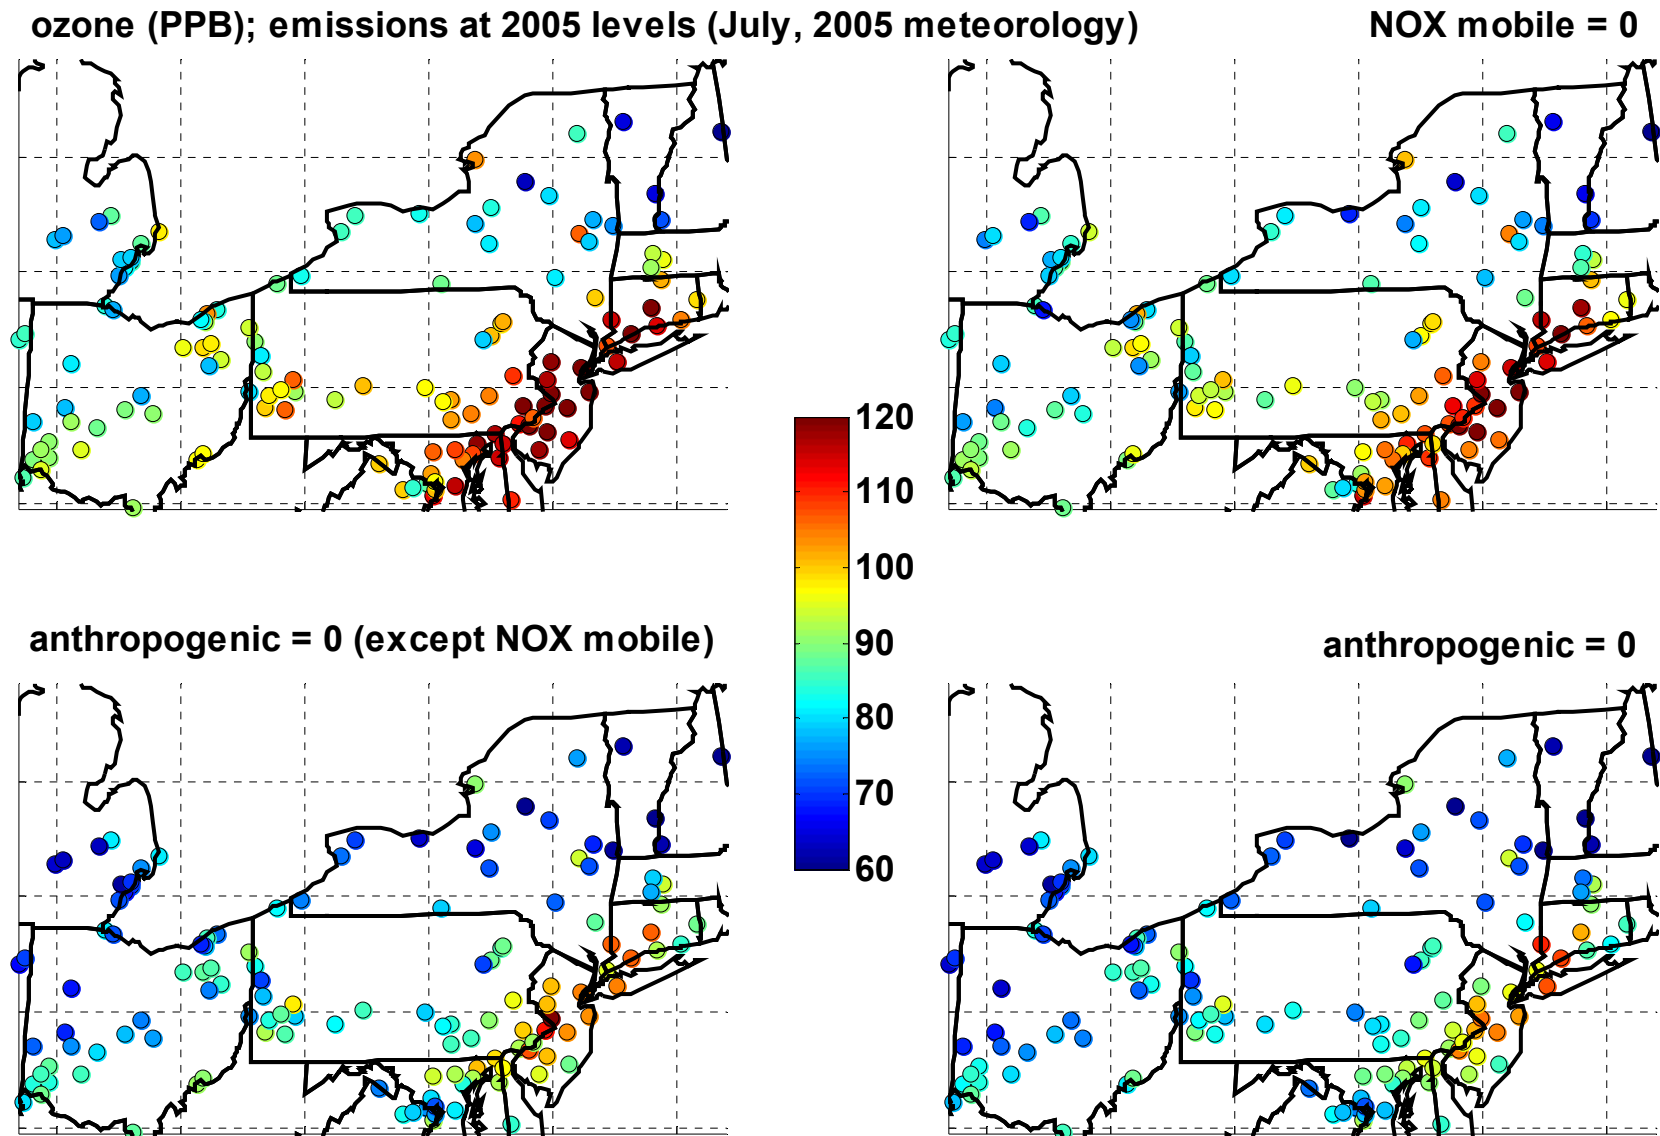 ozone (PPB); emissions at 2005 levels (July, 2005 meteorology)
NOX mobile = 0
120
110
100
90
80
70
60
anthropogenic = 0 (except NOX mobile)
anthropogenic = 0